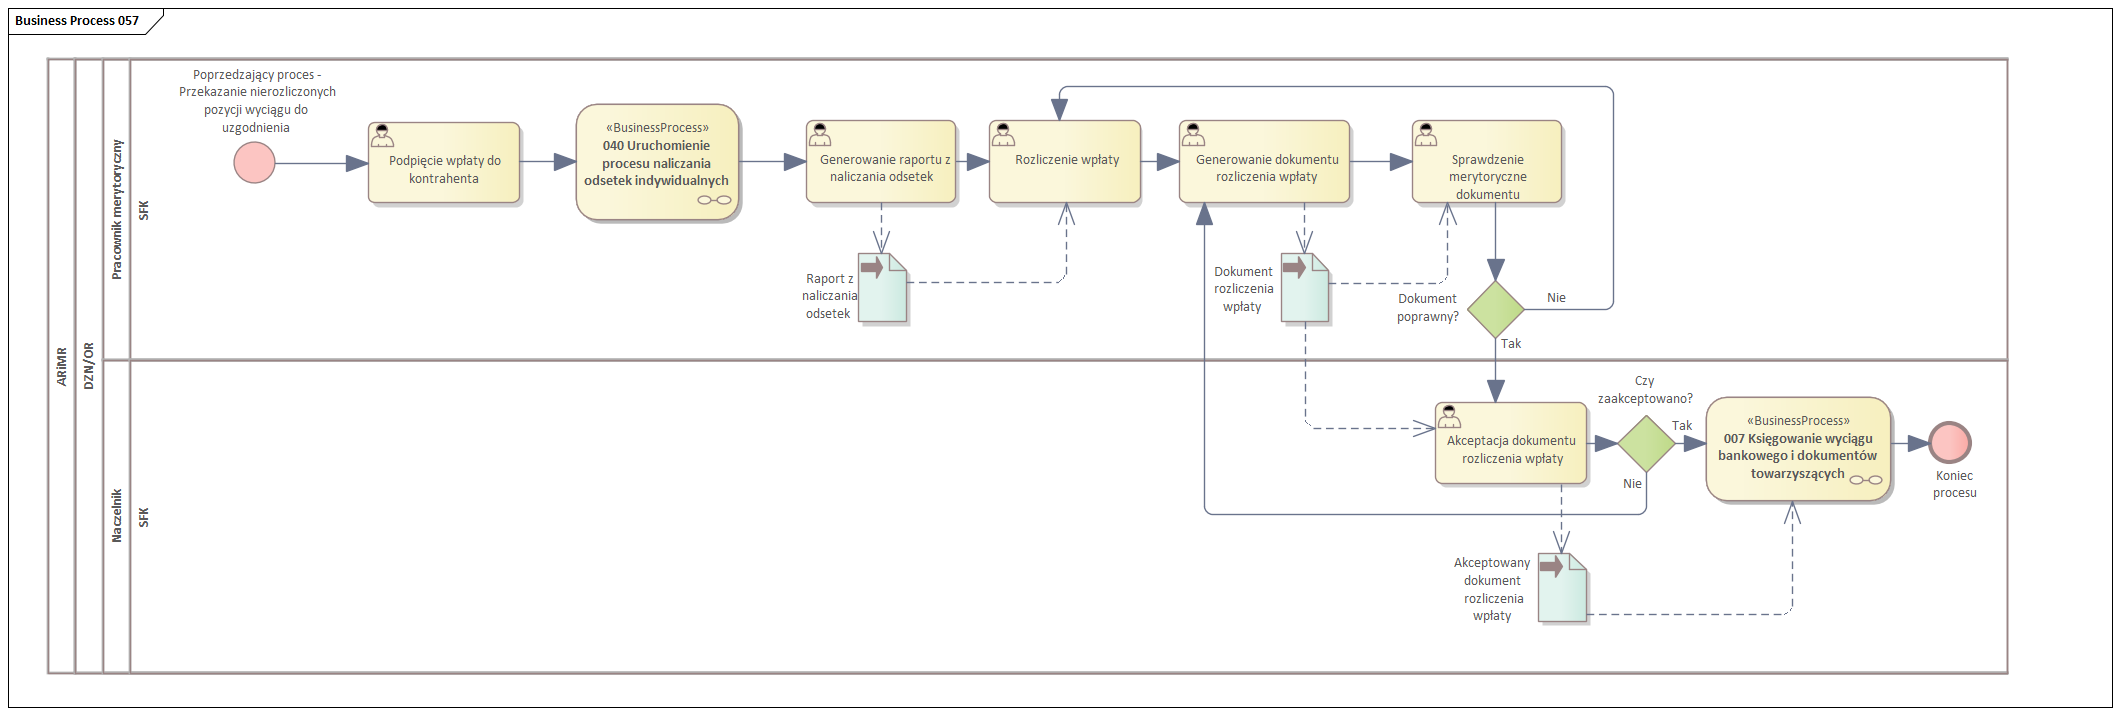 Business Process 057
ARiMR
DZN/OR
Pracownik merytoryczny
SFK
Poprzedzający proces -
Przekazanie nierozliczonych
pozycji wyciągu do
uzgodnienia
Podpięcie wpłaty do
kontrahenta
«BusinessProcess»
040 Uruchomienie
procesu naliczania
odsetek indywidualnych
Generowanie raportu z
naliczania odsetek
Rozliczenie wpłaty
Generowanie dokumentu
rozliczenia wpłaty
Sprawdzenie
merytoryczne
dokumentu
Raport z
naliczania
odsetek
Dokument
rozliczenia
wpłaty
Dokument
poprawny?
Nie
Tak
Naczelnik
SFK
Akceptacja dokumentu
rozliczenia wpłaty
Czy
zaakceptowano?
Tak
Nie
«BusinessProcess»
007 Księgowanie wyciągu
bankowego i dokumentów
towarzyszących
Koniec
procesu
Akceptowany
dokument
rozliczenia
wpłaty